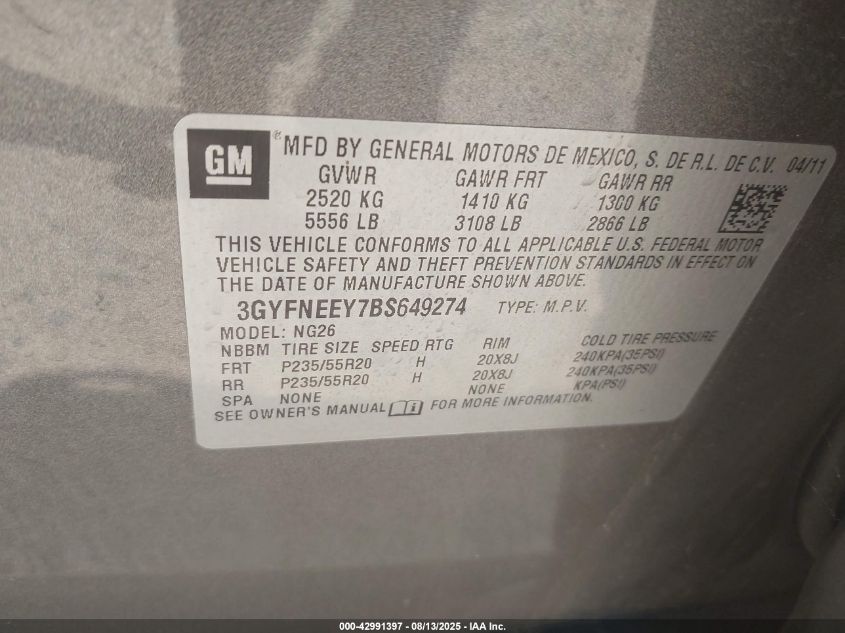 GM
® MFD BY GENERAL MOTORS DE MEXICO, S. DE R.L. DE C.V. 04/11
GVWR GAWR FRT GAWR RR
2520 KG 1410 KG 1300 KG
5556 LB 3108 LB 2866 LB
THIS VEHICLE CONFORMS TO ALL APPLICABLE U.S. FEDERAL MOTOR
VEHICLE SAFETY AND THEFT PREVENTION STANDARDS IN EFFECT ON
THE DATE OF MANUFACTURE SHOWN ABOVE.
3GYFNEEY7BS649274 TYPE: M.P.V.
MODEL: NG26
NBBM TIRE SIZE SPEED RTG RIM COLD TIRE PRESSURE
FRT P235/55R20 H 20X8J 240KPA(35PSI)
RR P235/55R20 H 20X8J 240KPA(35PSI)
SPA NONE NONE KPA(PSI)
SEE OWNER'S MANUAL FOR MORE INFORMATION.
000-42991397 - 08/13/2025 - IAA Inc.